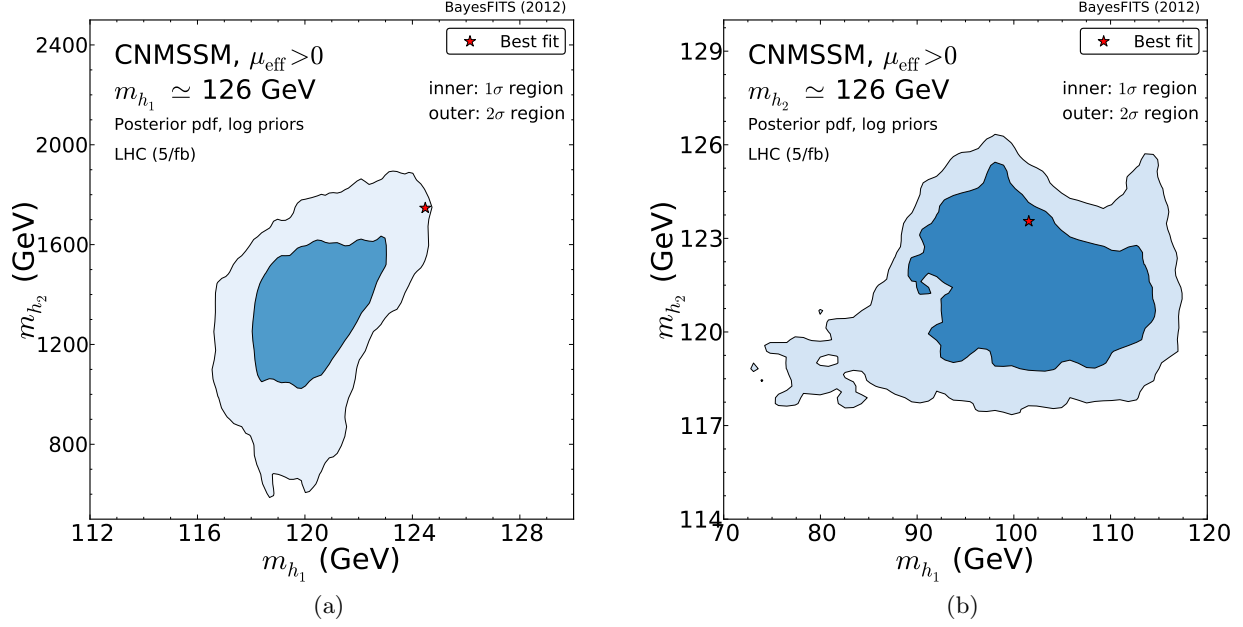 BayesFITS (2012)
CNMSSM, μeff>0
mh1 ≃ 126 GeV
Posterior pdf, log priors
LHC (5/fb)
Best fit
inner: 1σ region
outer: 2σ region
2400
2000
1600
1200
800
mh2 (GeV)
112 116 120 124
mh1 (GeV)
(a)
BayesFITS (2012)
CNMSSM, μeff>0
mh2 ≃ 126 GeV
Posterior pdf, log priors
LHC (5/fb)
Best fit
inner: 1σ region
outer: 2σ region
129
126
123
120
117
114
mh2 (GeV)
70 80 90 100 110 120
mh1 (GeV)
(b)